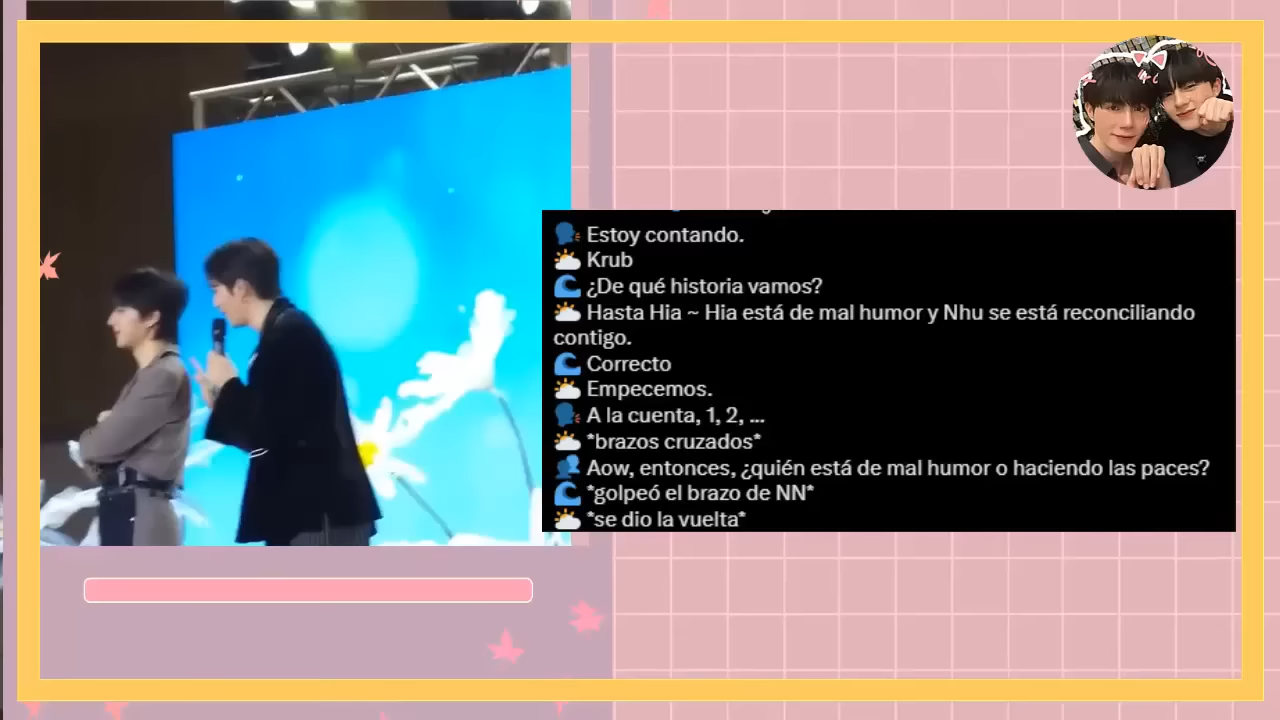 🗣️ Estoy contando.
🌥️ Krub
🌊 ¿De qué historia vamos?
🌥️ Hasta Hia ~ Hia está de mal humor y Nhu se está reconciliando
contigo.
🌊 Correcto
🌥️ Empecemos.
🗣️ A la cuenta, 1, 2, ...
🌥️ *brazos cruzados*
👥 Aow, entonces, ¿quién está de mal humor o haciendo las paces?
🌊 *golpeó el brazo de NN*
🌥️ *se dio la vuelta*